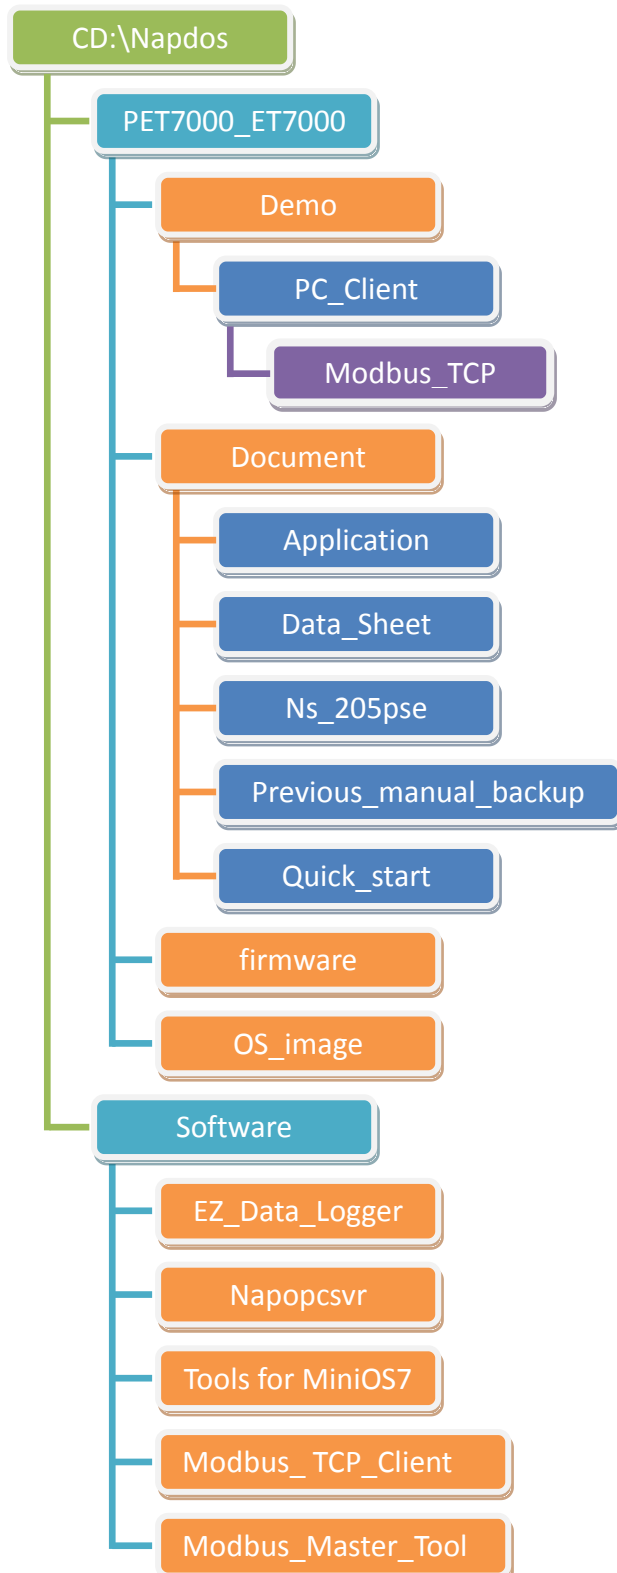 CD:\Napdos
PET7000_ET7000
Demo
PC_Client
Modbus_TCP
Document
Application
Data_Sheet
Ns_205pse
Previous_manual_backup
Quick_start
firmware
OS_image
Software
EZ_Data_Logger
Napopcsvr
Tools for MiniOS7
Modbus_ TCP_Client
Modbus_Master_Tool